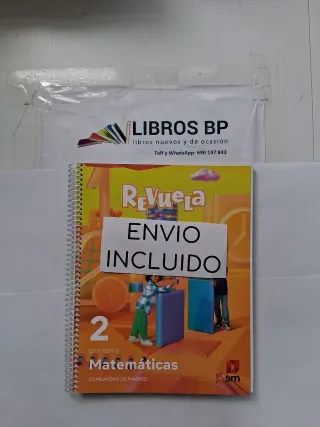 LIBROS BP
libros nuevos y de ocasión
Telf y WhatsApp: 690 197 843
REVUELA
ENVIO
INCLUIDO
2
primaria
Matemáticas
COMUNIDAD DE MADRID
sm